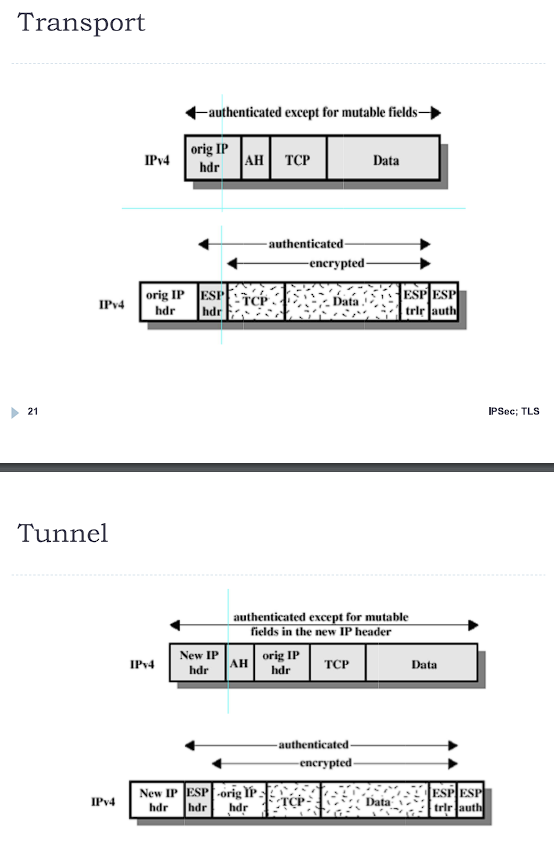 Transport
authenticated except for mutable fields
IPv4 orig IP hdr AH TCP Data
authenticated
encrypted
IPv4 orig IP hdr ESP hdr TCP Data ESP trlr ESP auth
21 IPSec; TLS
Tunnel
authenticated except for mutable
fields in the new IP header
IPv4 New IP hdr AH orig IP hdr TCP Data
authenticated
encrypted
IPv4 New IP hdr ESP hdr orig IP hdr TCP Data ESP trlr ESP auth